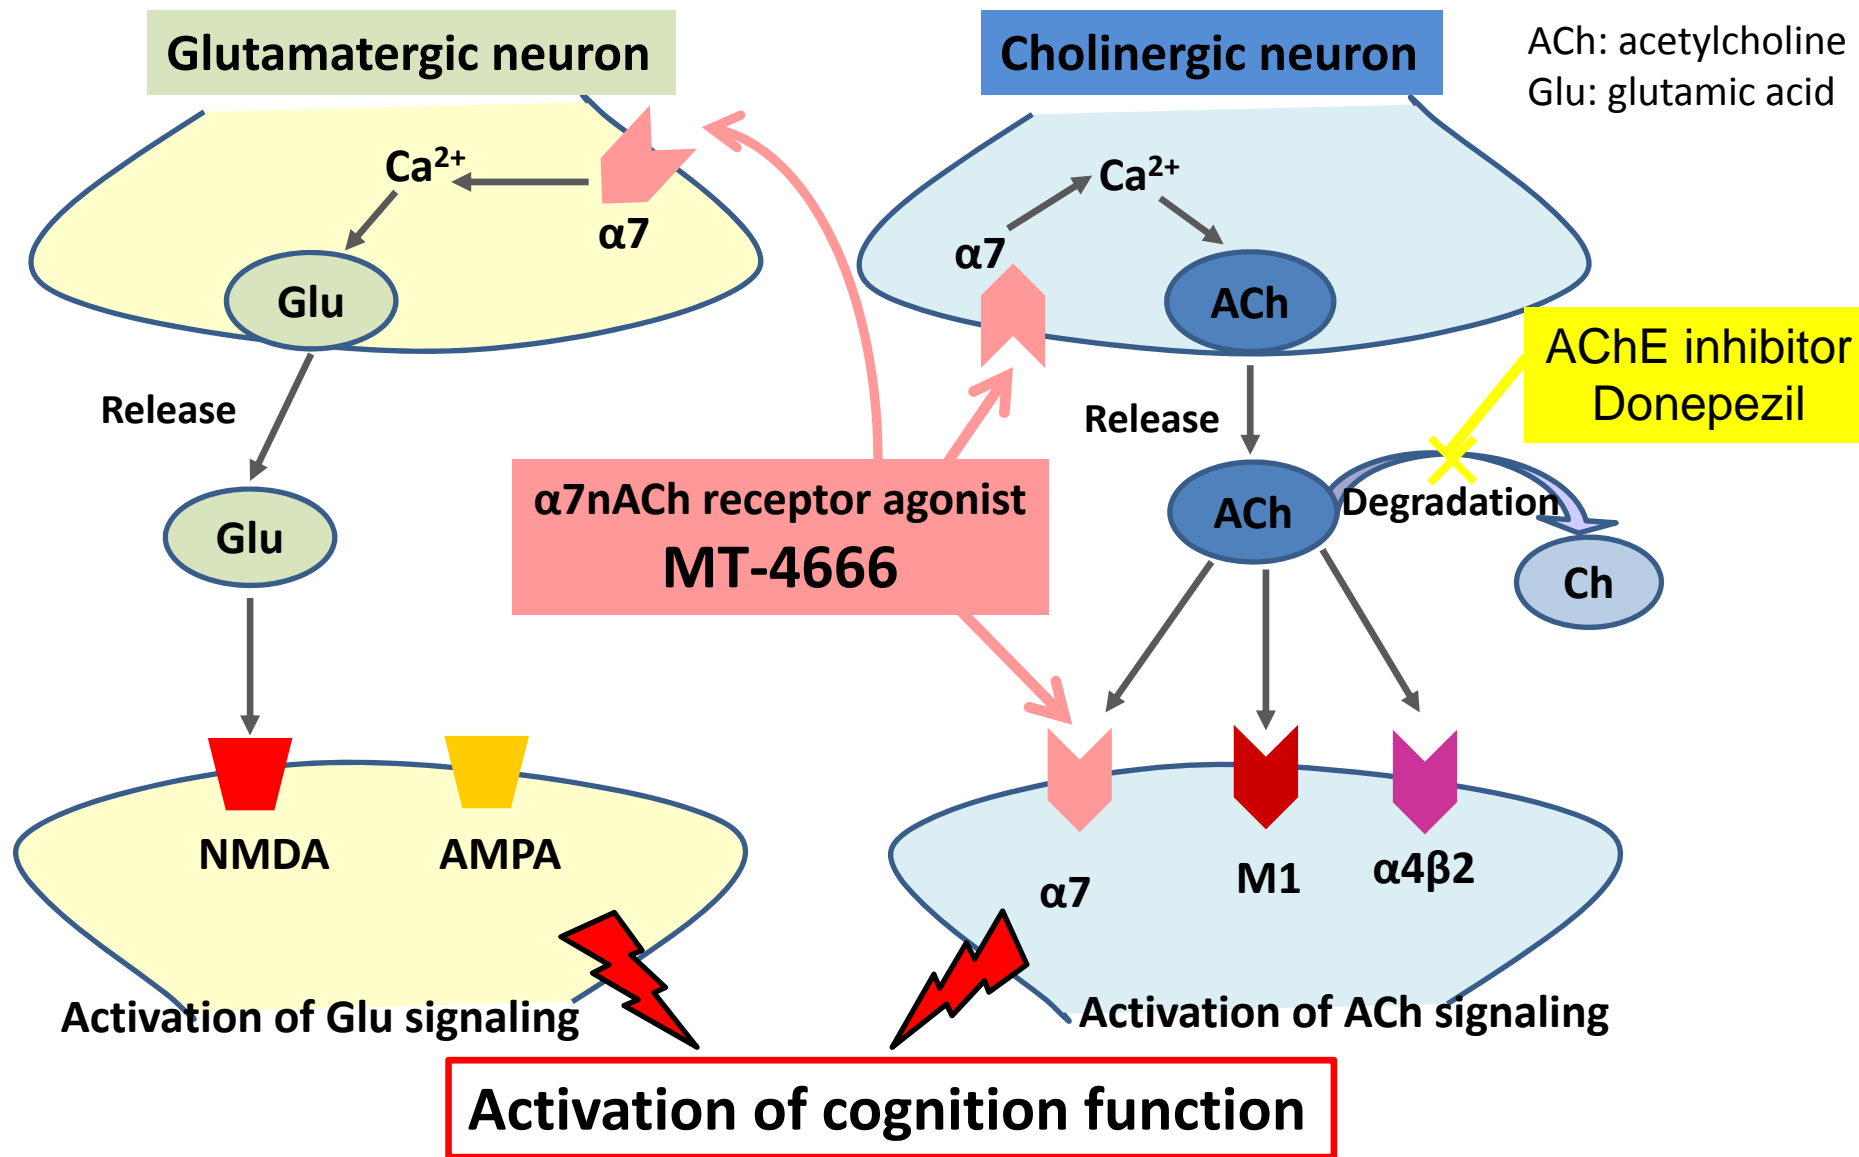 Glutamatergic neuron
Cholinergic neuron
ACh: acetylcholine
Glu: glutamic acid
Ca²⁺
α7
Glu
Release
Glu
Ca²⁺
α7
ACh
AChE inhibitor
Donepezil
Release
α7nACh receptor agonist
MT-4666
ACh
Degradation
Ch
NMDA
AMPA
α7
M1
α4β2
Activation of Glu signaling
Activation of ACh signaling
Activation of cognition function